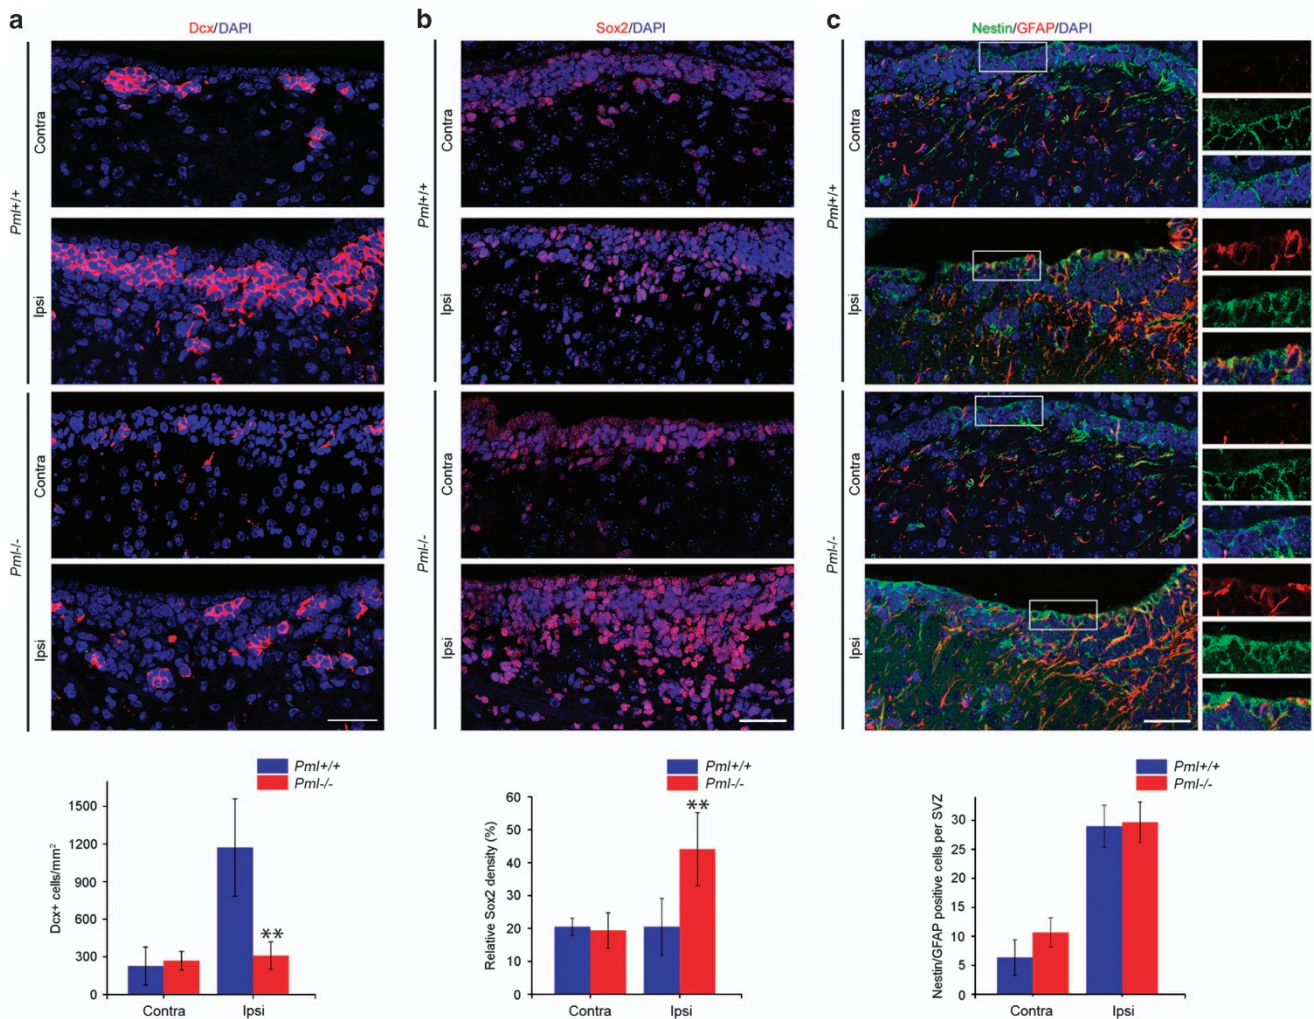 a
b
c
Dcx/DAPI
Sox2/DAPI
Nestin/GFAP/DAPI
Contra
Contra
Contra
Pml+/+
Pml+/+
Pml+/+
Ipsi
Ipsi
Ipsi
Contra
Contra
Contra
Pml-/-
Pml-/-
Pml-/-
Ipsi
Ipsi
Ipsi
Pml+/+
Pml-/-
Dcx+ cells/mm²
1500
1200
900
600
300
0
**
Contra
Ipsi
Pml+/+
Pml-/-
Relative Sox2 density (%)
60
50
40
30
20
10
0
**
Contra
Ipsi
Pml+/+
Pml-/-
Nestin/GFAP positive cells per SVZ
30
25
20
15
10
5
0
Contra
Ipsi